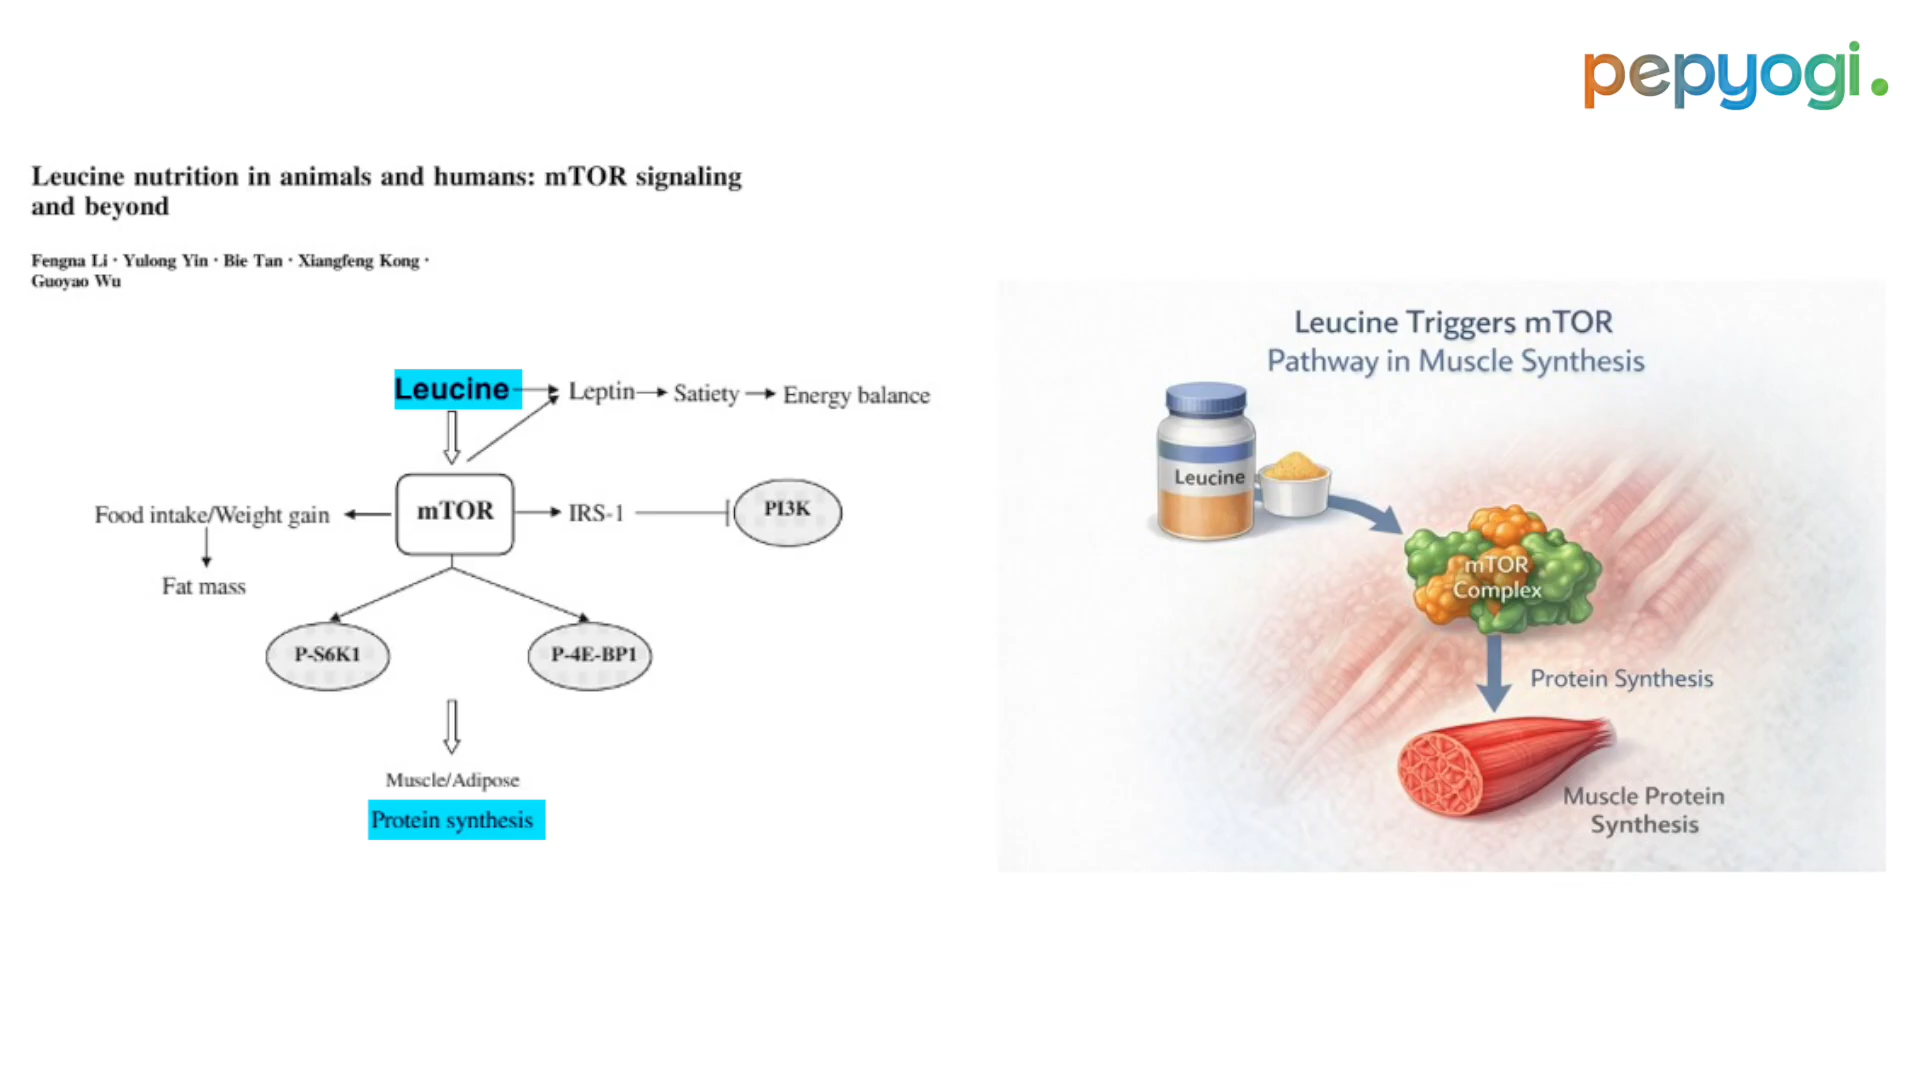 pepyogi.
Leucine nutrition in animals and humans: mTOR signaling
and beyond
Fengna Li · Yulong Yin · Bie Tan · Xiangfeng Kong ·
Guoyao Wu
Leucine
Leptin
Satiety
Energy balance
Food intake/Weight gain
mTOR
IRS-1
PI3K
Fat mass
P-S6K1
P-4E-BP1
Muscle/Adipose
Protein synthesis
Leucine Triggers mTOR
Pathway in Muscle Synthesis
Leucine
mTOR
Complex
Protein Synthesis
Muscle Protein
Synthesis